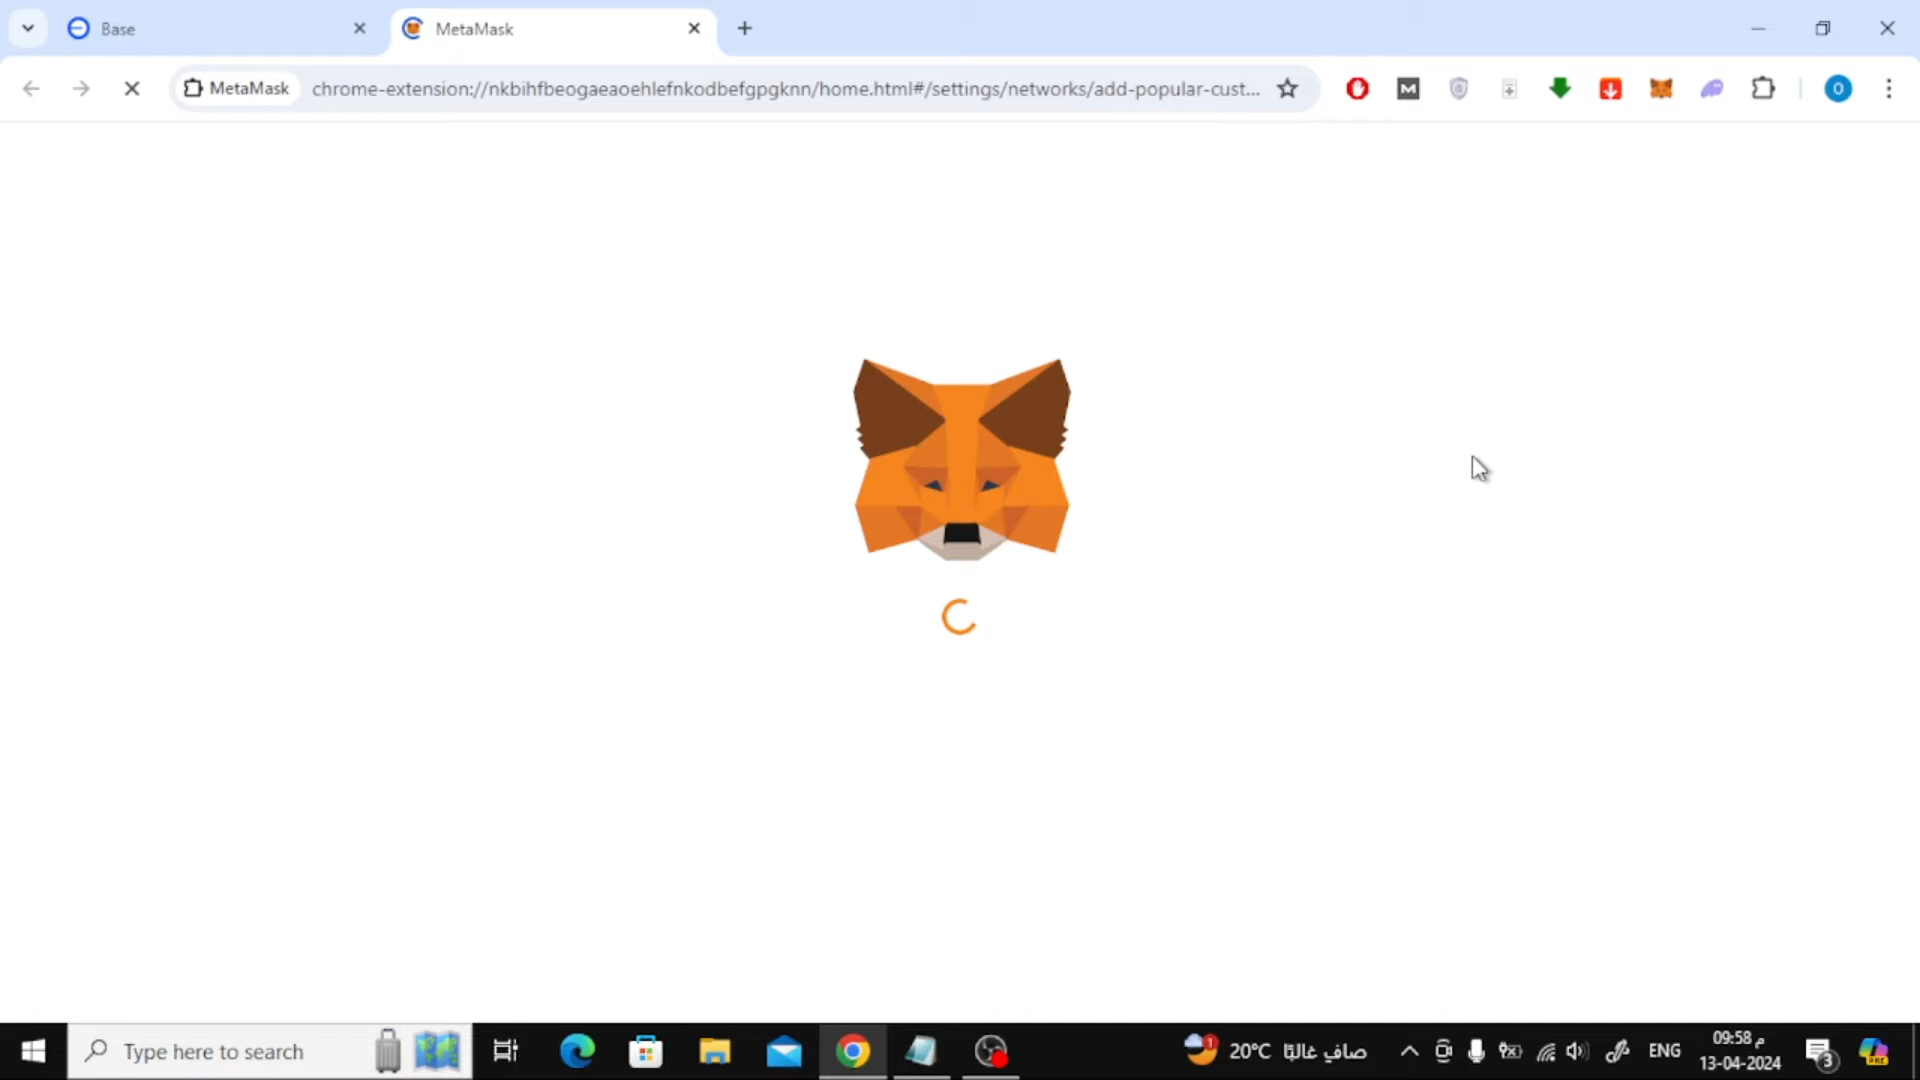 Base
MetaMask
MetaMask
chrome-extension://nkbihfbeogaeaoehlefnkodbefgpgknn/home.html#/settings/networks/add-popular-cust...
O
Type here to search
20°C صافٍ غالبًا
ENG
09:58 م
13-04-2024
3